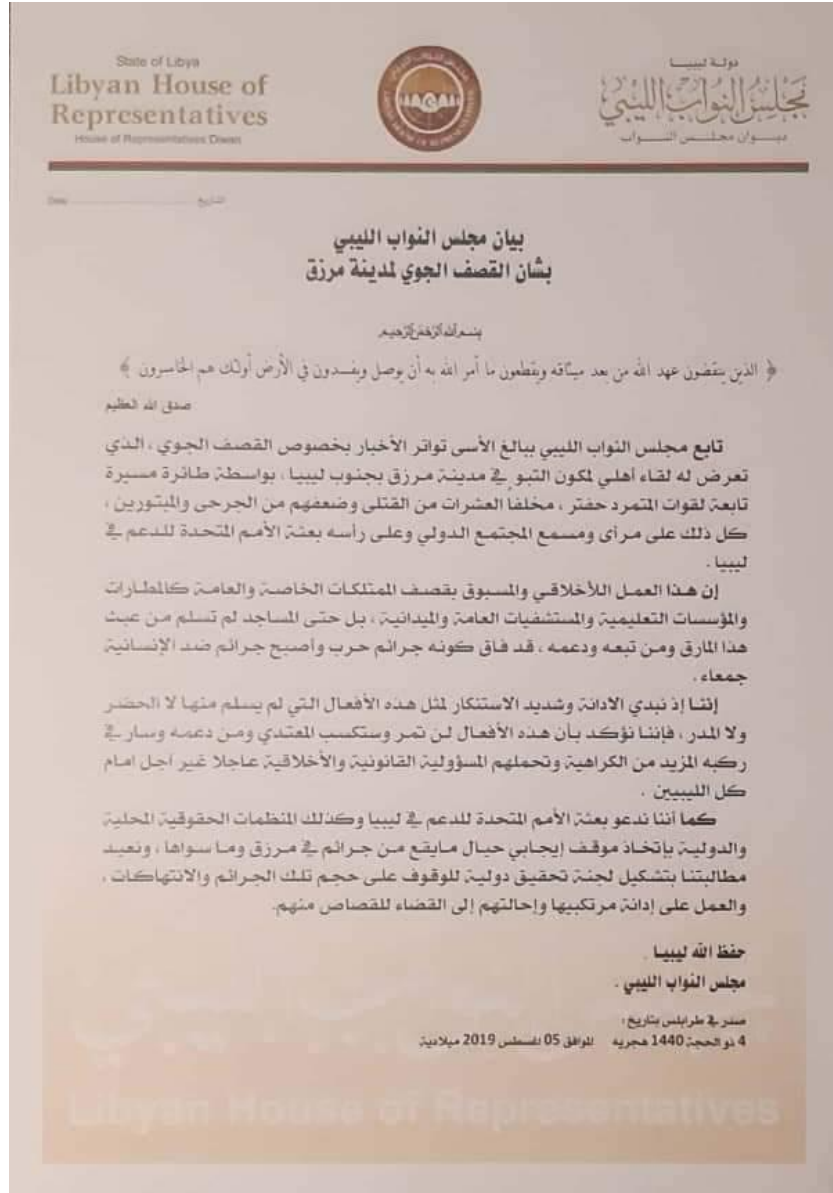 State of Libya
Libyan House of
Representatives
House of Representatives Diwan
دولة ليبيا
مجلس النواب الليبي
ديوان مجلس النواب
Date
التاريخ
بيان مجلس النواب الليبي
بشأن القصف الجوي لمدينة مرزق
بسم الله الرحمن الرحيم
﴿ الذين ينقضون عهد الله من بعد ميثاقه ويقطعون ما أمر الله به أن يوصل ويفسدون في الأرض أولئك هم الخاسرون ﴾
صدق الله العظيم
تابع مجلس النواب الليبي ببالغ الأسى تواتر الأخبار بخصوص القصف الجوي ، الذي
تعرض له لقاء أهلي لمكون التبو في مدينة مرزق بجنوب ليبيا ، بواسطة طائرة مسيرة
تابعة لقوات المتمرد حفتر ، مخلفا العشرات من القتلى وضعفهم من الجرحى والمبتورين ،
كل ذلك على مرأى ومسمع المجتمع الدولي وعلى رأسه بعثة الأمم المتحدة للدعم في
ليبيا .
إن هذا العمل اللأخلاقي والمسبوق بقصف الممتلكات الخاصة والعامة كالمطارات
والمؤسسات التعليمية والمستشفيات العامة والميدانية ، بل حتى المساجد لم تسلم من عبث
هذا المارق ومن تبعه ودعمه ، قد فاق كونه جرائم حرب وأصبح جرائم ضد الإنسانية
جمعاء .
إننا إذ نبدي الادانة وشديد الاستنكار لمثل هذه الأفعال التي لم يسلم منها لا الحضر
ولا المدر ، فإننا نؤكد بأن هذه الأفعال لن تمر وستكسب المعتدي ومن دعمه وسار في
ركبه المزيد من الكراهية وتحملهم المسؤولية القانونية والأخلاقية عاجلا غير اجل امام
كل الليبيين .
كما أننا ندعو بعثة الأمم المتحدة للدعم في ليبيا وكذلك المنظمات الحقوقية المحلية
والدولية بإتخاذ موقف إيجابي حيال مايقع من جرائم في مرزق وما سواها ، ونعيد
مطالبتنا بتشكيل لجنة تحقيق دولية للوقوف على حجم تلك الجرائم والانتهاكات ،
والعمل على إدانة مرتكبيها وإحالتهم إلى القضاء للقصاص منهم.
حفظ الله ليبيا .
مجلس النواب الليبي .
صدر في طرابلس بتاريخ :
4 ذو الحجة 1440 هجريه الموافق 05 اغسطس 2019 ميلادية
Libyan House of Representatives